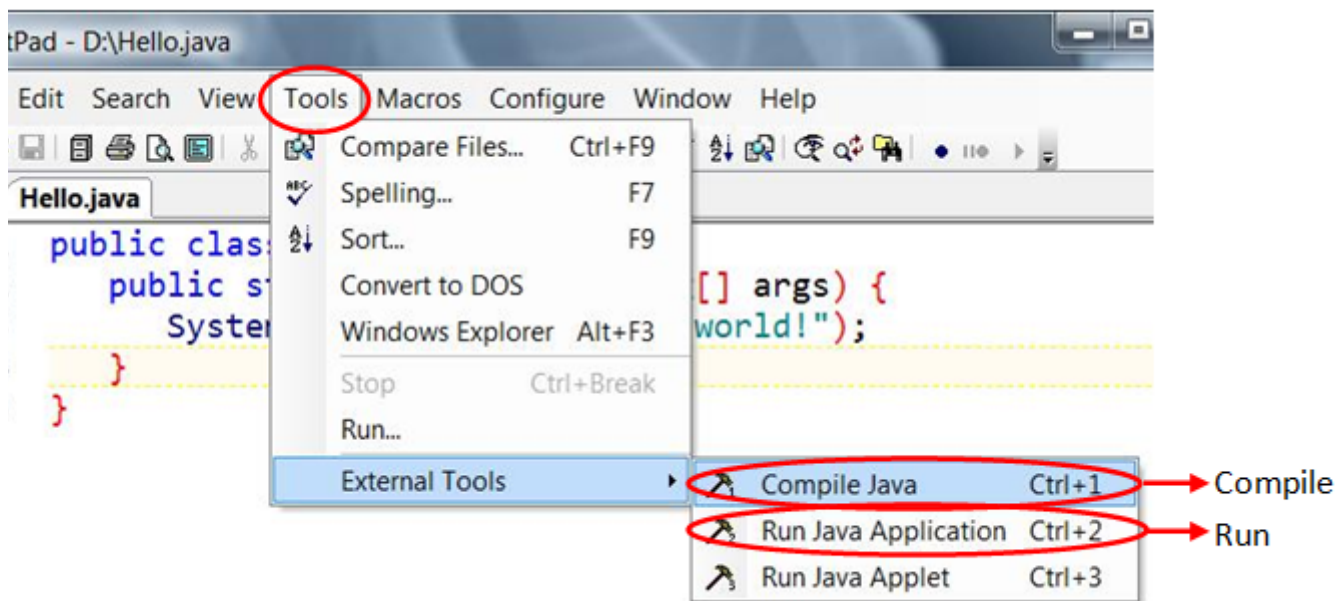 tPad - D:\Hello.java
Edit Search View Tools Macros Configure Window Help
Compare Files... Ctrl+F9
Hello.java
ABC
Spelling... F7
public clas
Sort... F9
public s
Convert to DOS
[] args) {
System
Windows Explorer Alt+F3
world!");
}
Stop Ctrl+Break
}
Run...
External Tools
Compile Java Ctrl+1
Compile
Run Java Application Ctrl+2
Run
Run Java Applet Ctrl+3